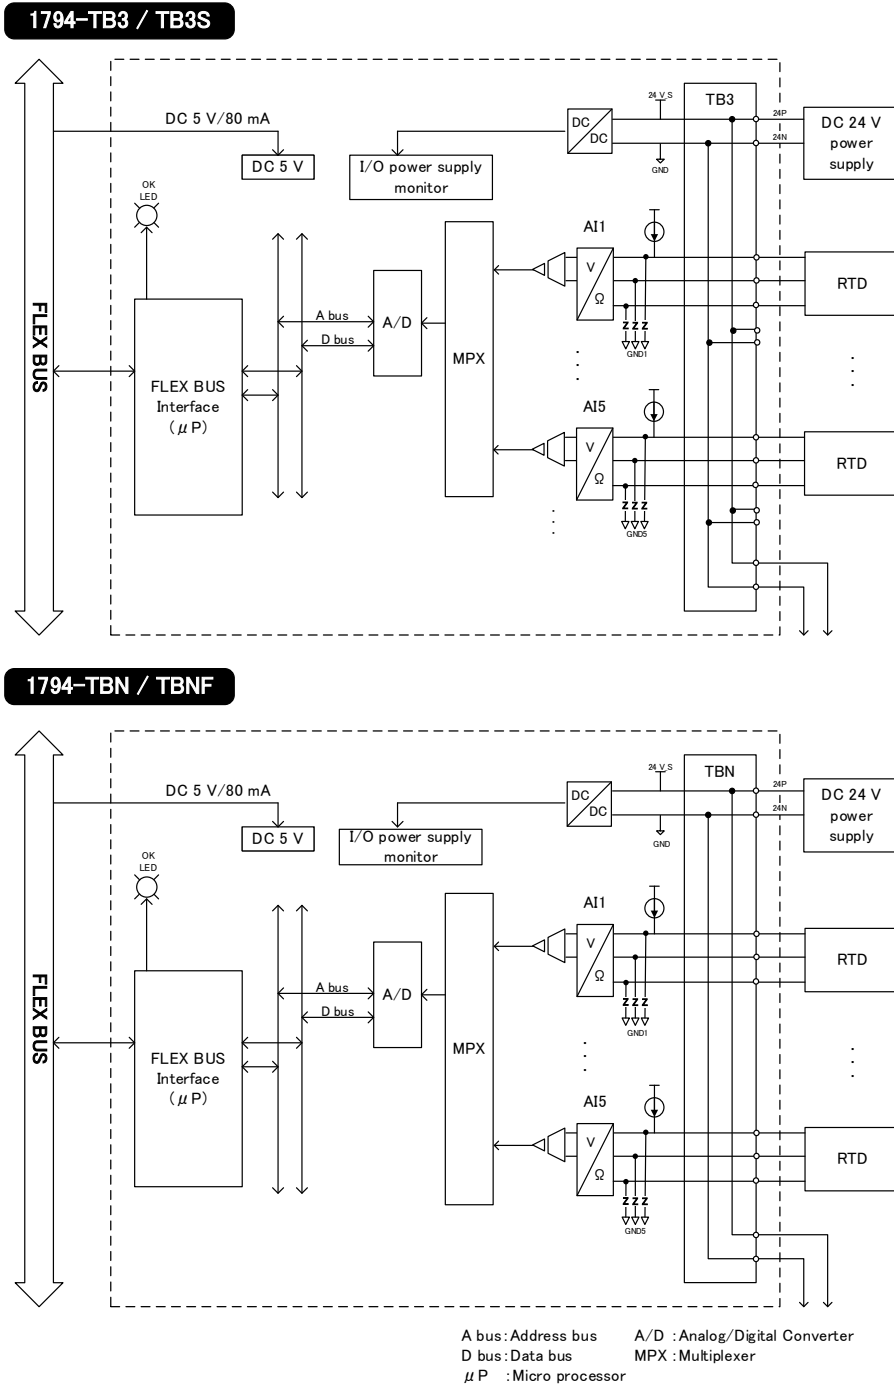 1794-TB3 / TB3S
DC 5 V/80 mA
DC 5 V
I/O power supply
monitor
DC
DC
24 V_S
GND
TB3
24P
24N
DC 24 V
power
supply
OK
LED
FLEX BUS
FLEX BUS
Interface
(μP)
A bus
D bus
A/D
MPX
AI1
V
Ω
Z Z Z
GND1
RTD
AI5
V
Ω
Z Z Z
GND5
RTD
1794-TBN / TBNF
DC 5 V/80 mA
DC 5 V
I/O power supply
monitor
DC
DC
24 V_S
GND
TBN
24P
24N
DC 24 V
power
supply
OK
LED
FLEX BUS
FLEX BUS
Interface
(μP)
A bus
D bus
A/D
MPX
AI1
V
Ω
Z Z Z
GND1
RTD
AI5
V
Ω
Z Z Z
GND5
RTD
A bus : Address bus A/D : Analog/Digital Converter
D bus : Data bus MPX : Multiplexer
μP : Micro processor